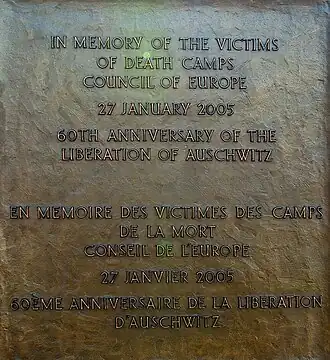 IN MEMORY OF THE VICTIMS
OF DEATH CAMPS
COUNCIL OF EUROPE
27 JANUARY 2005
60TH ANNIVERSARY OF THE
LIBERATION OF AUSCHWITZ
EN MEMOIRE DES VICTIMES DES CAMPS
DE LA MORT
CONSEIL DE L'EUROPE
27 JANVIER 2005
60EME ANNIVERSAIRE DE LA LIBERATION
D'AUSCHWITZ